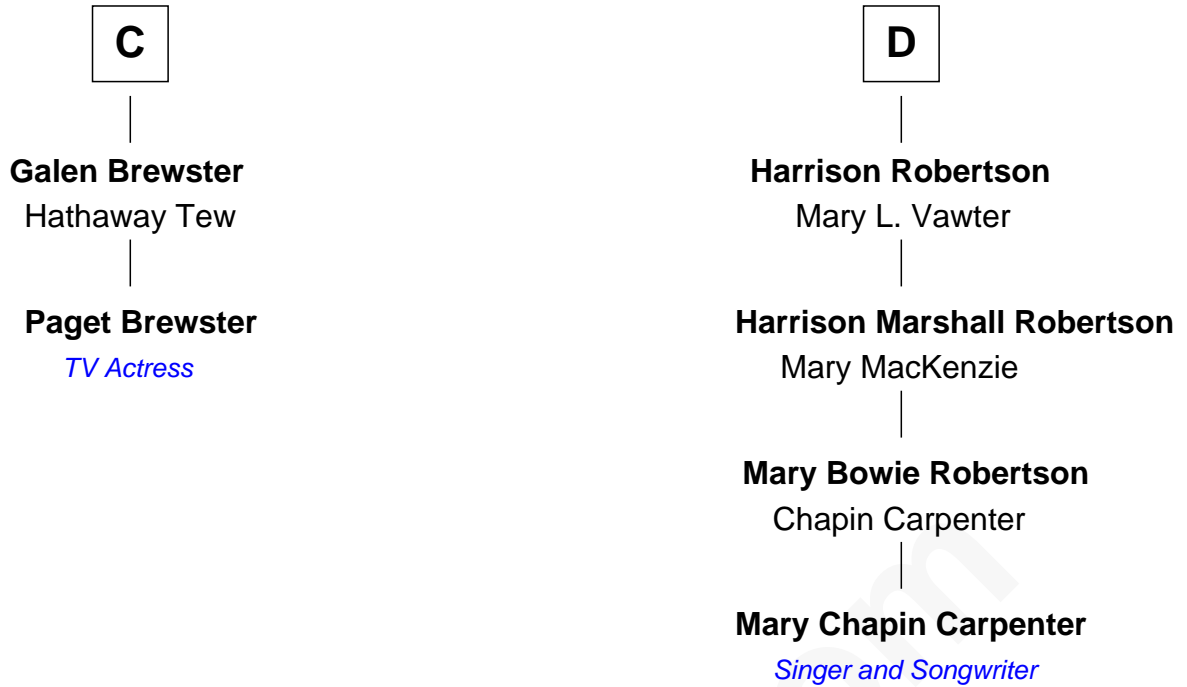 C
Galen Brewster
Hathaway Tew
Paget Brewster
TV Actress
D
Harrison Robertson
Mary L. Vawter
Harrison Marshall Robertson
Mary MacKenzie
Mary Bowie Robertson
Chapin Carpenter
Mary Chapin Carpenter
Singer and Songwriter